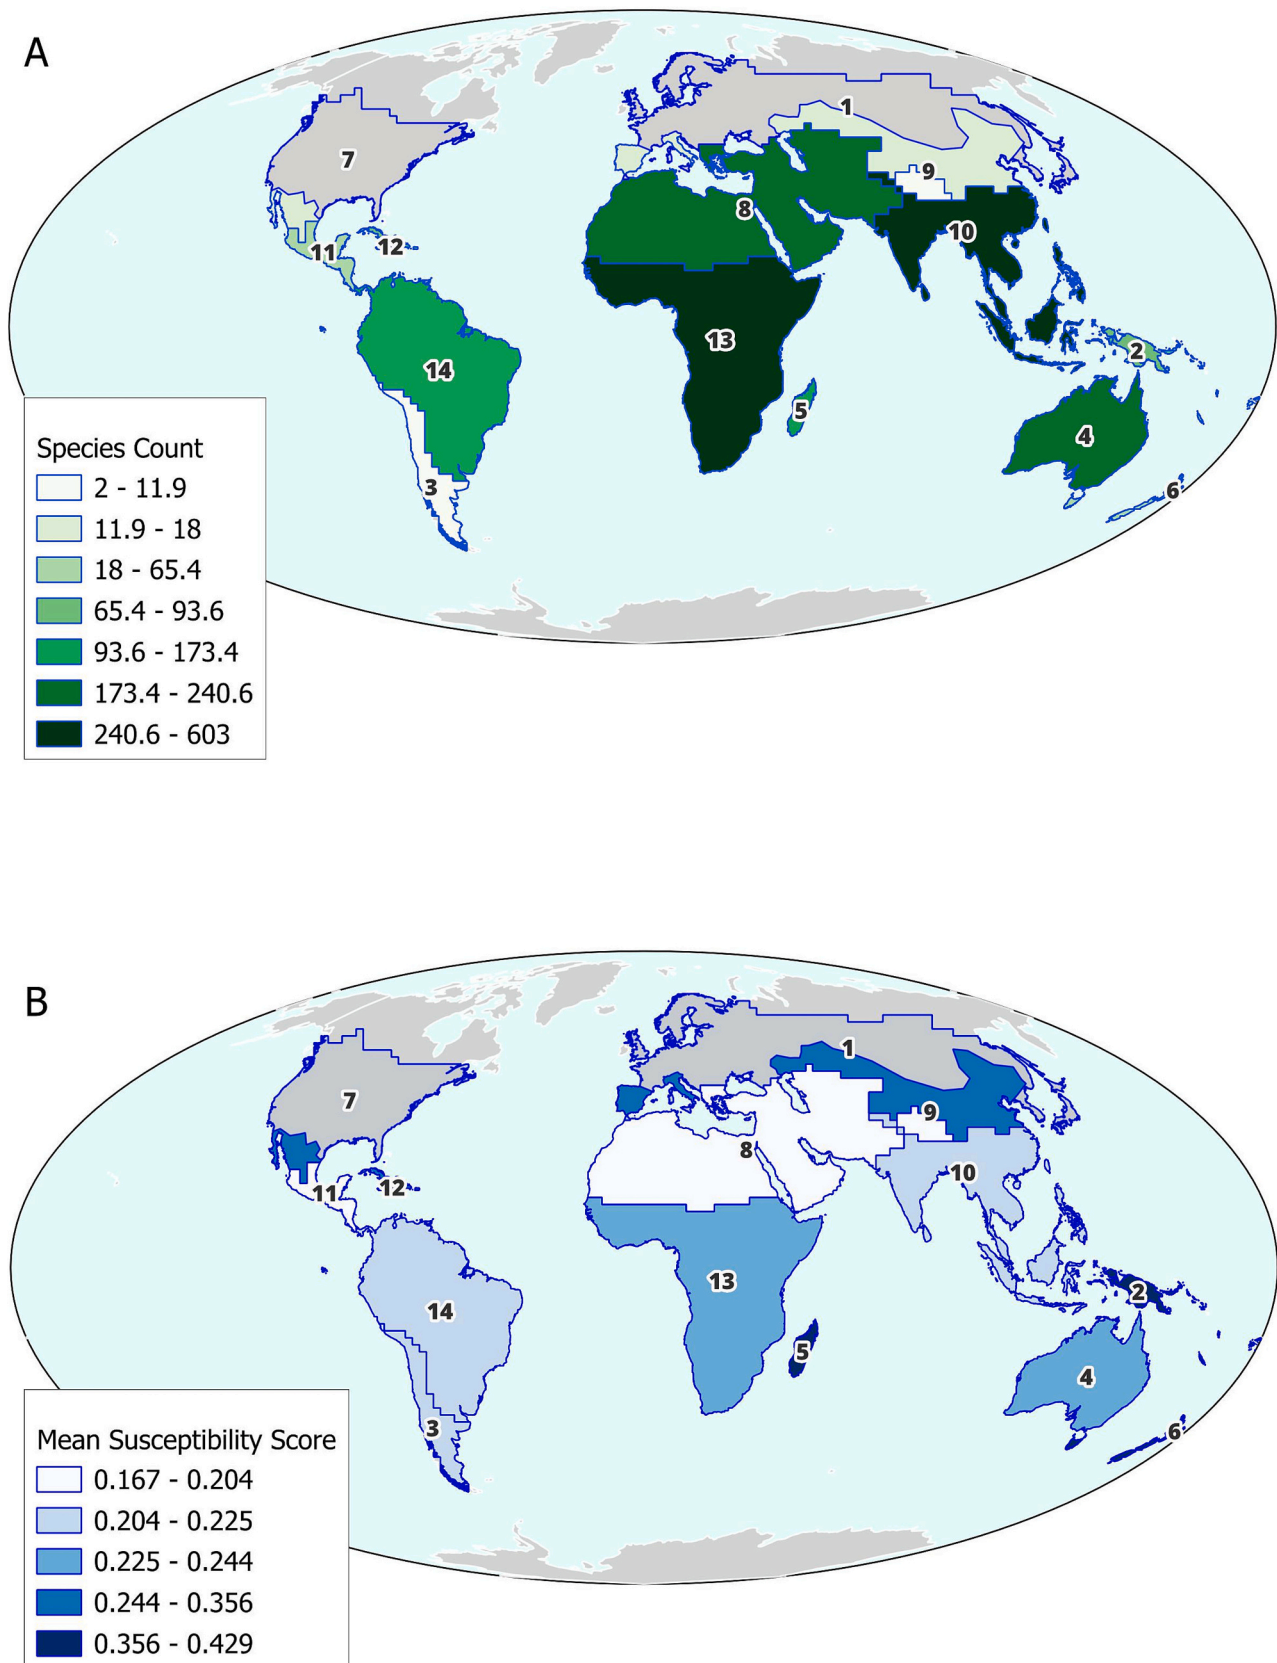 A
1
7
9
8
11
12
10
13
2
14
5
4
3
6
Species Count
2 - 11.9
11.9 - 18
18 - 65.4
65.4 - 93.6
93.6 - 173.4
173.4 - 240.6
240.6 - 603
B
1
7
9
8
10
11
12
13
2
14
5
4
3
6
Mean Susceptibility Score
0.167 - 0.204
0.204 - 0.225
0.225 - 0.244
0.244 - 0.356
0.356 - 0.429